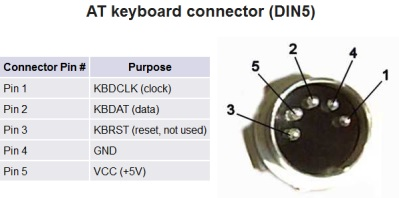 AT keyboard connector (DIN5)
Connector Pin # Purpose
Pin 1 KBDCLK (clock)
Pin 2 KBDAT (data)
Pin 3 KBRST (reset, not used)
Pin 4 GND
Pin 5 VCC (+5V)
2
4
5
1
3